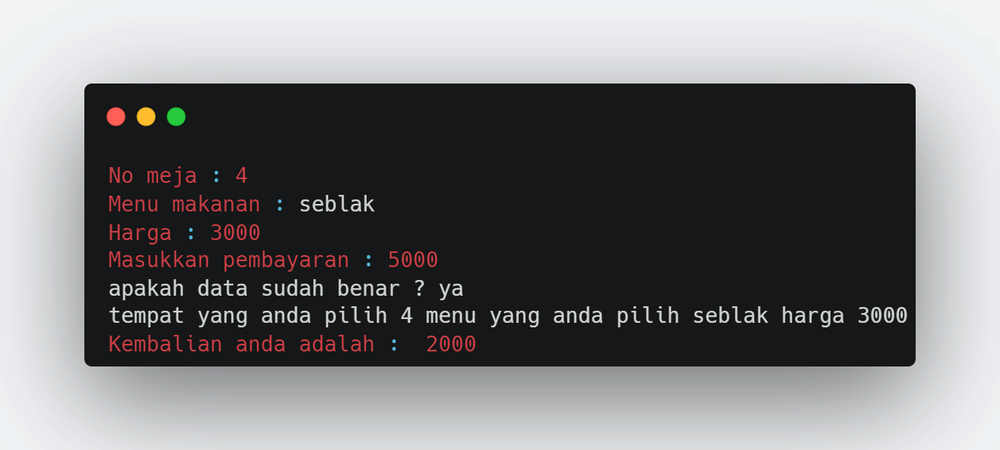 No meja : 4
Menu makanan : seblak
Harga : 3000
Masukkan pembayaran : 5000
apakah data sudah benar ? ya
tempat yang anda pilih 4 menu yang anda pilih seblak harga 3000
Kembalian anda adalah :  2000